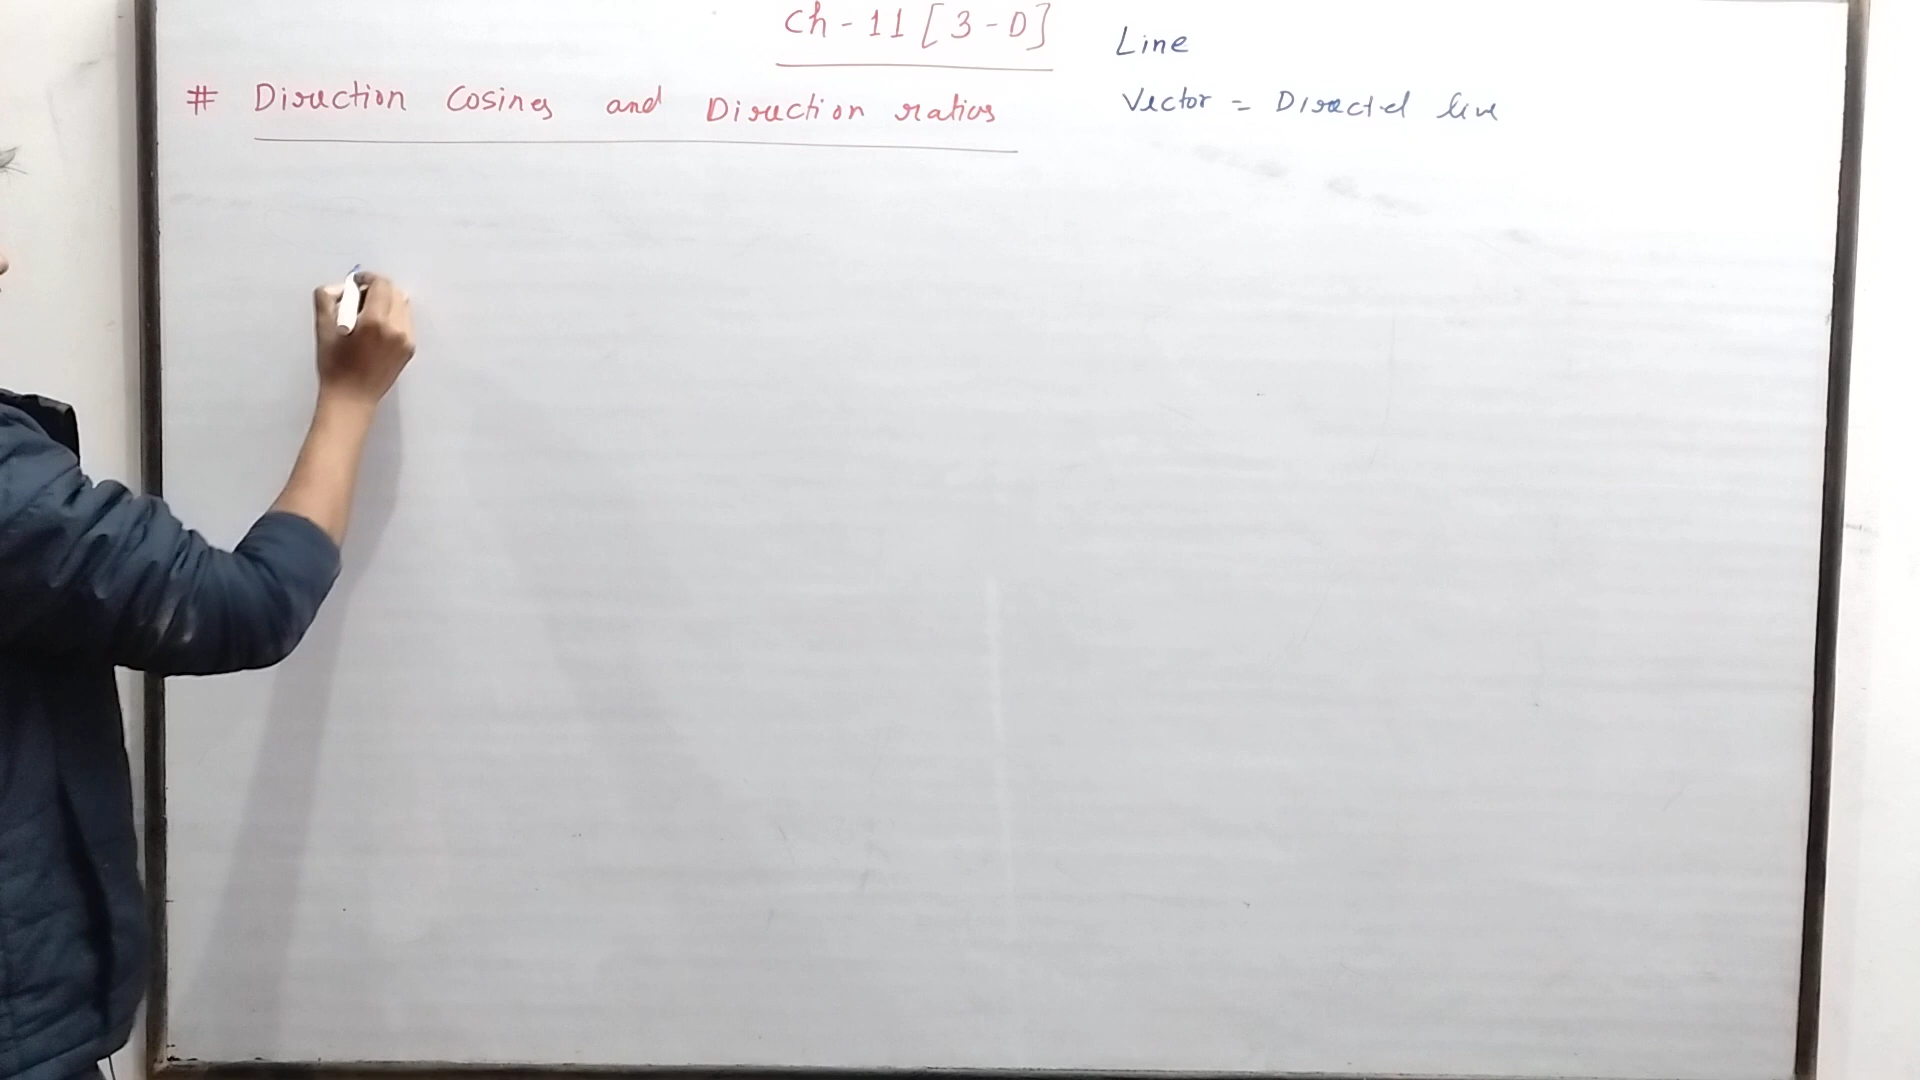 Ch - 11 [ 3 - D ]
Line
# Direction Cosines and Direction ratios
Vector = Directed line